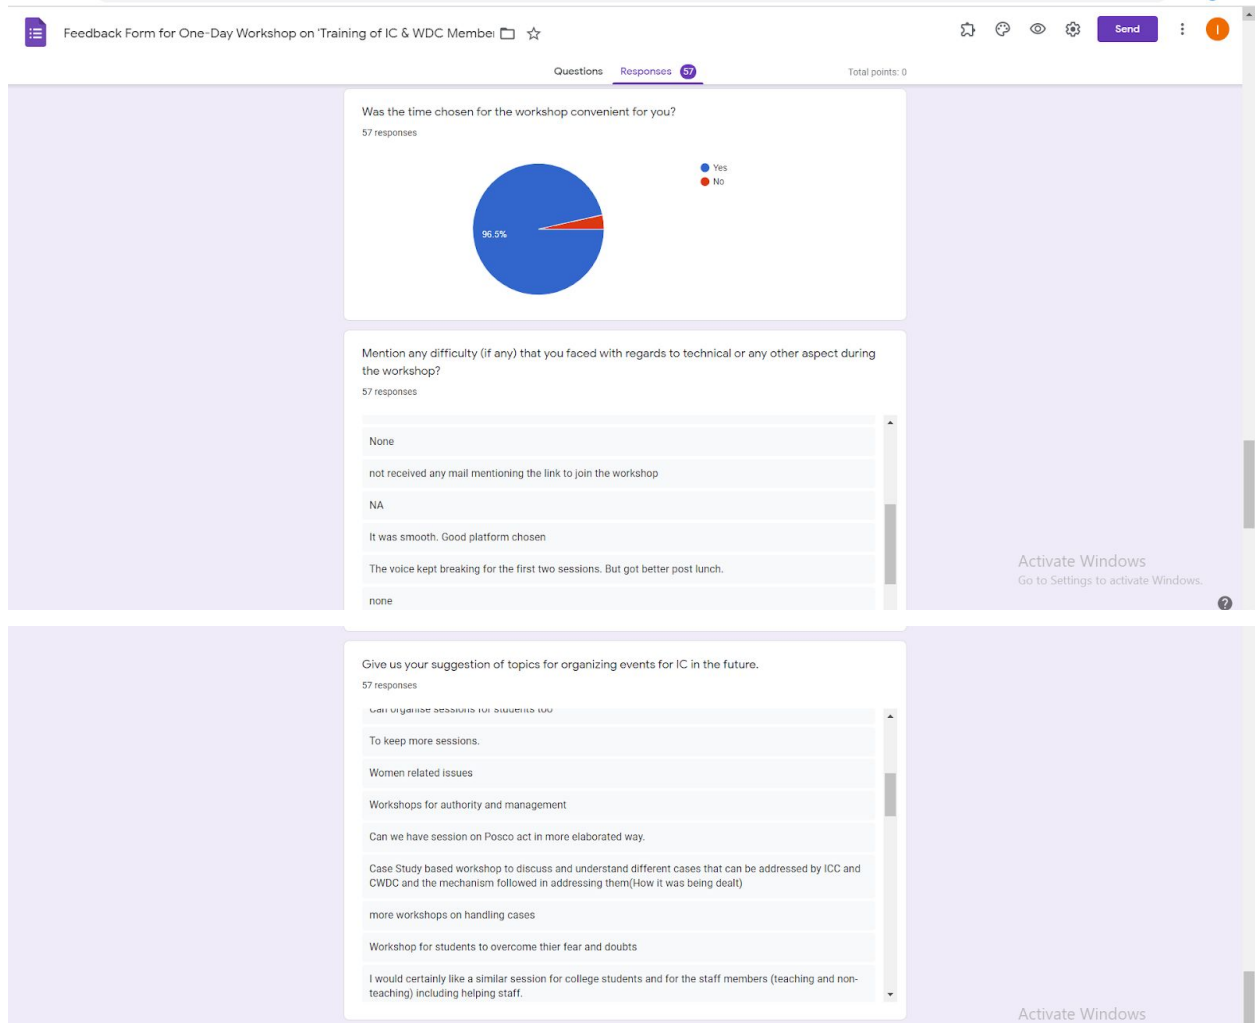 Feedback Form for One-Day Workshop on 'Training of IC & WDC Membe
Send
I
Questions
Responses 57
Total points: 0
Was the time chosen for the workshop convenient for you?
57 responses
Yes
No
96.5%
Mention any difficulty (if any) that you faced with regards to technical or any other aspect during
the workshop?
57 responses
None
not received any mail mentioning the link to join the workshop
NA
It was smooth. Good platform chosen
The voice kept breaking for the first two sessions. But got better post lunch.
none
Activate Windows
Go to Settings to activate Windows.
?
Give us your suggestion of topics for organizing events for IC in the future.
57 responses
Can organise sessions for students too
To keep more sessions.
Women related issues
Workshops for authority and management
Can we have session on Posco act in more elaborated way.
Case Study based workshop to discuss and understand different cases that can be addressed by ICC and
CWDC and the mechanism followed in addressing them(How it was being dealt)
more workshops on handling cases
Workshop for students to overcome thier fear and doubts
I would certainly like a similar session for college students and for the staff members (teaching and non-
teaching) including helping staff.
Activate Windows